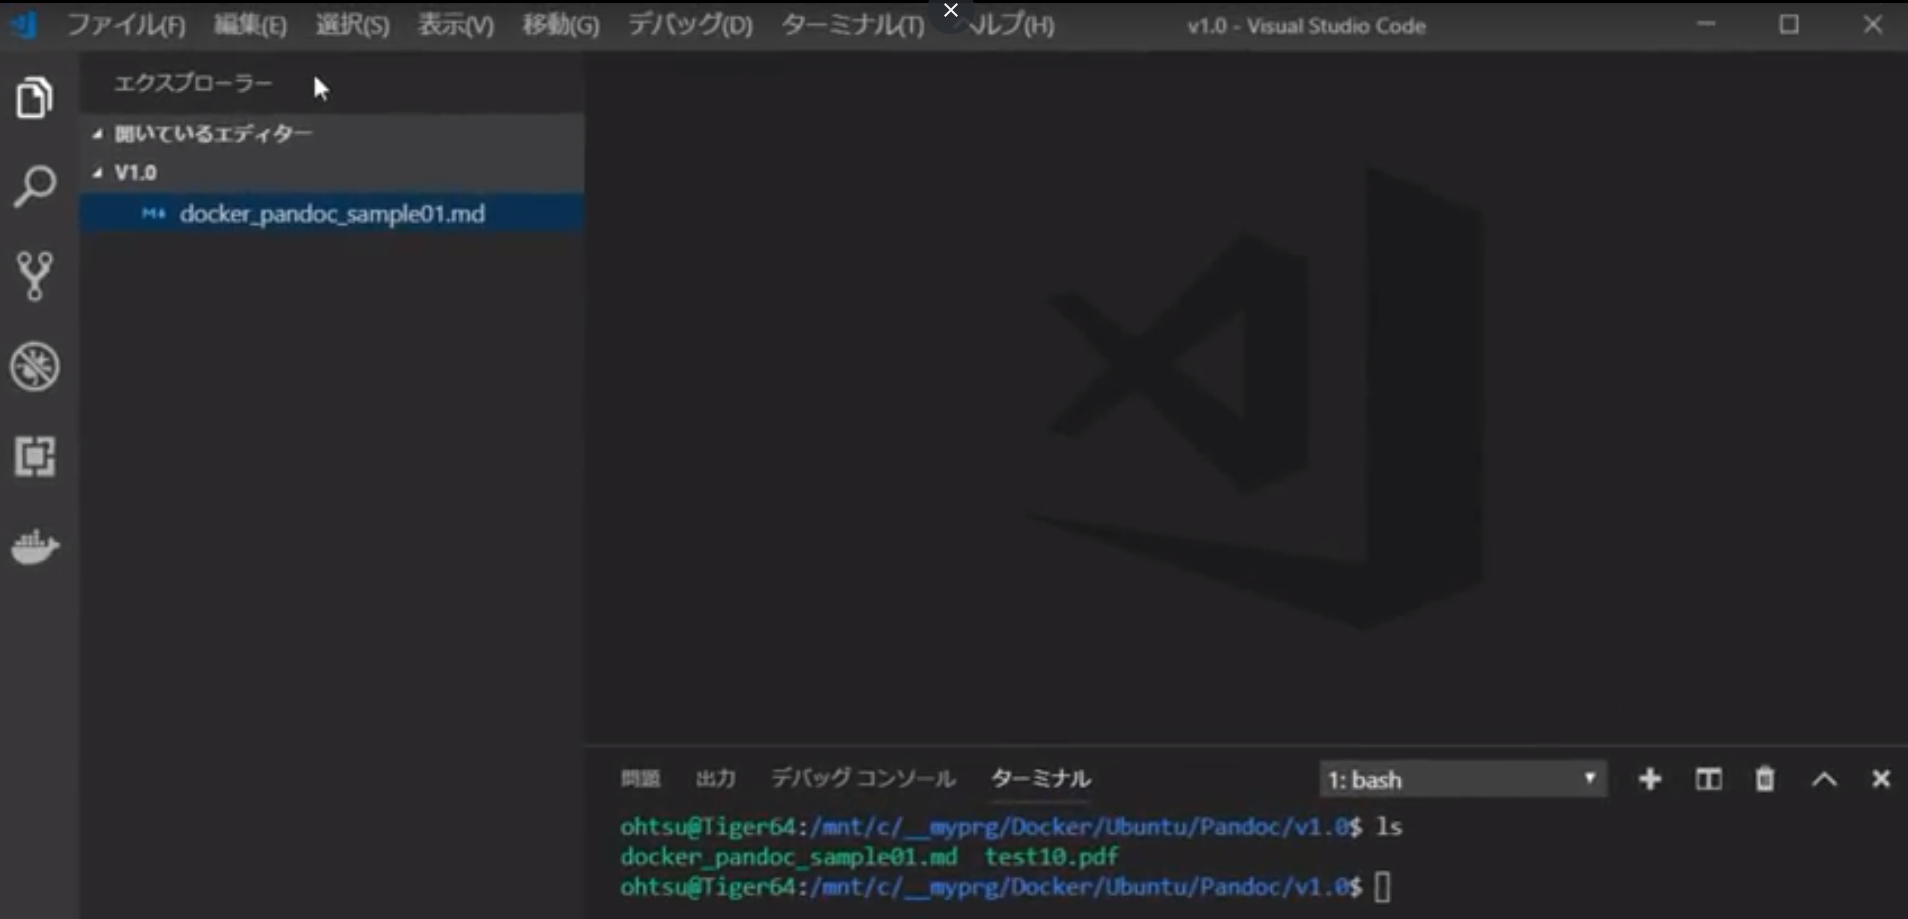 ファイル(F) 編集(E) 選択(S) 表示(V) 移動(G) デバッグ(D) ターミナル(T) ヘルプ(H) v1.0 - Visual Studio Code
エクスプローラー
開いているエディター
V1.0
docker_pandoc_sample01.md
問題 出力 デバッグ コンソール ターミナル 1: bash
ohtsu@Tiger64:/mnt/c/__myprg/Docker/Ubuntu/Pandoc/v1.0$ ls
docker_pandoc_sample01.md test10.pdf
ohtsu@Tiger64:/mnt/c/__myprg/Docker/Ubuntu/Pandoc/v1.0$